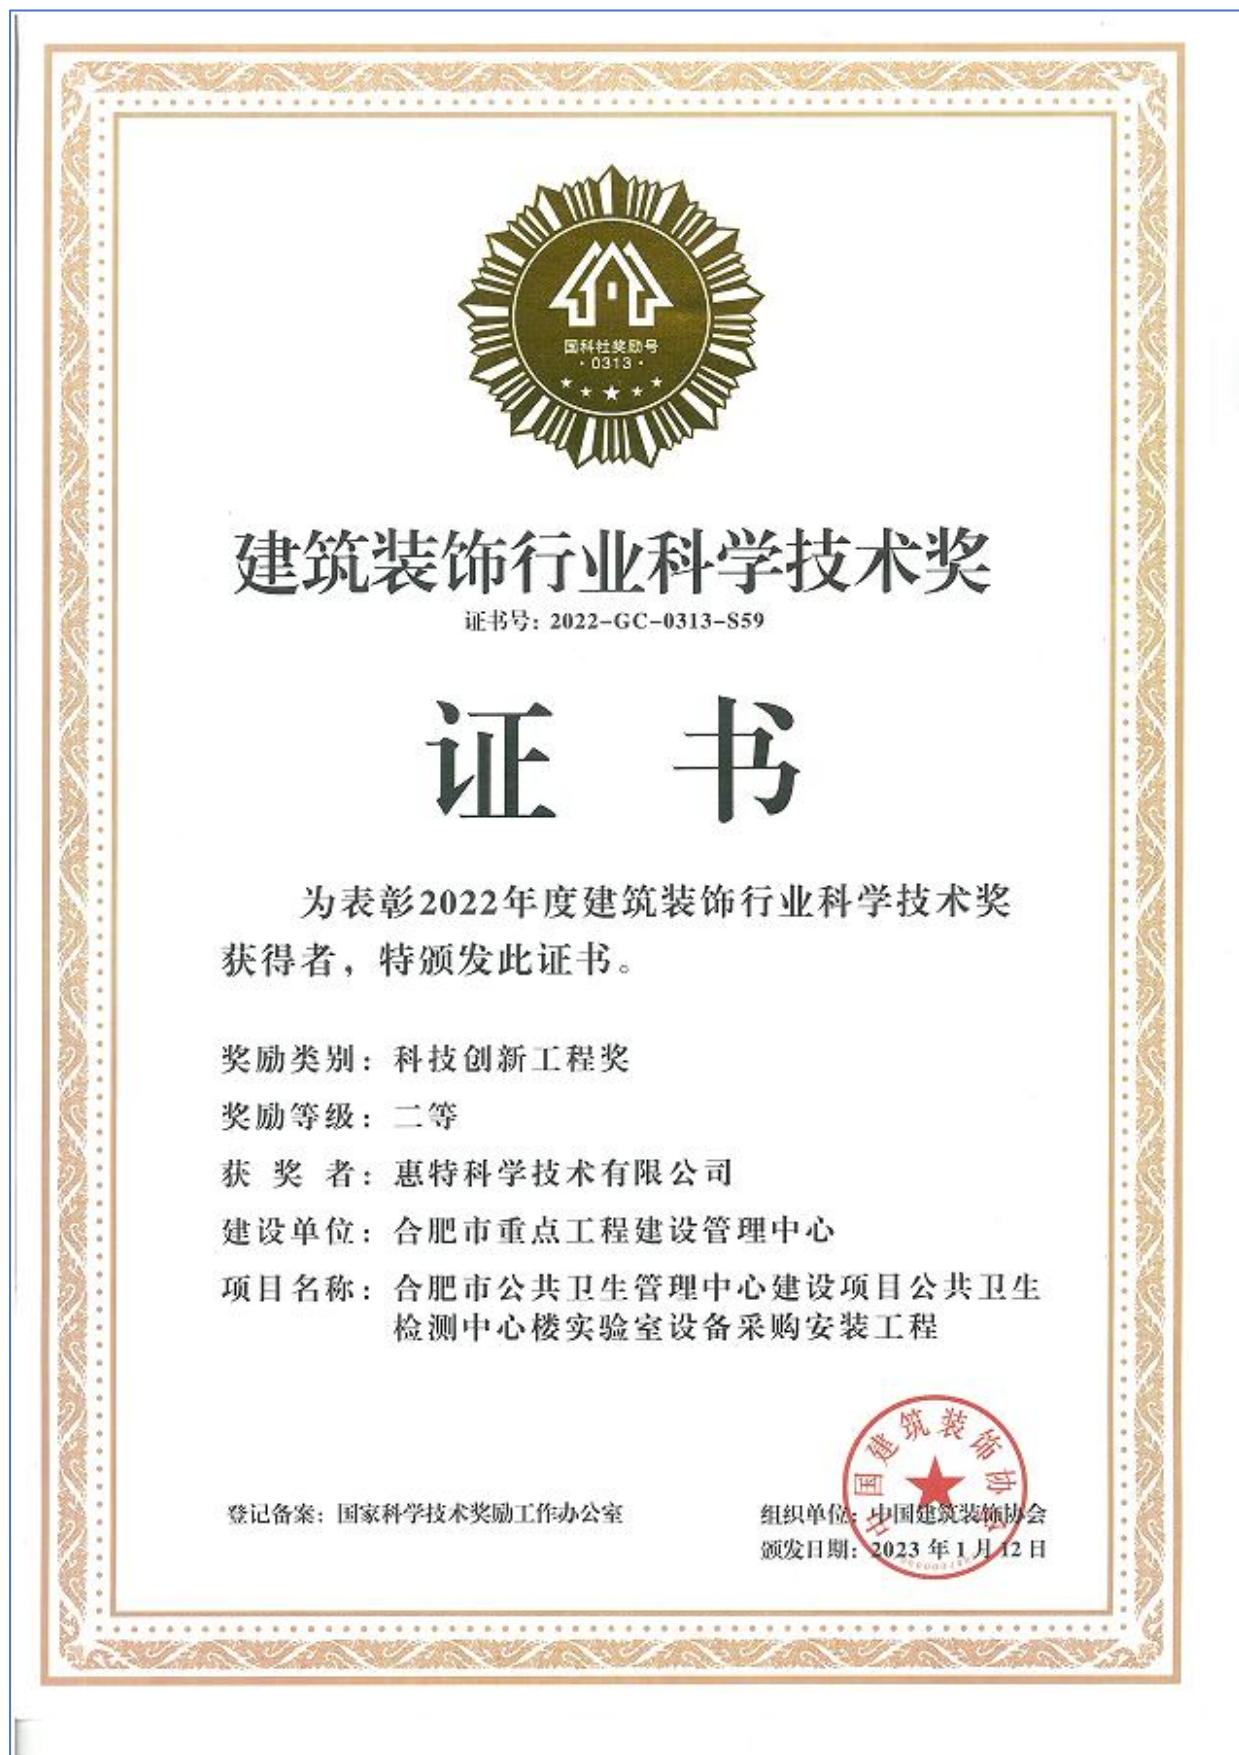 国科社奖励号
·0313·
建筑装饰行业科学技术奖
证书号：2022-GC-0313-S59
证 书
为表彰2022年度建筑装饰行业科学技术奖
获得者，特颁发此证书。
奖励类别：科技创新工程奖
奖励等级：二等
获 奖 者：惠特科学技术有限公司
建设单位：合肥市重点工程建设管理中心
项目名称：合肥市公共卫生管理中心建设项目公共卫生
检测中心楼实验室设备采购安装工程
中国建筑装饰协会
登记备案：国家科学技术奖励工作办公室
组织单位：中国建筑装饰协会
颁发日期：2023 年 1 月 12 日